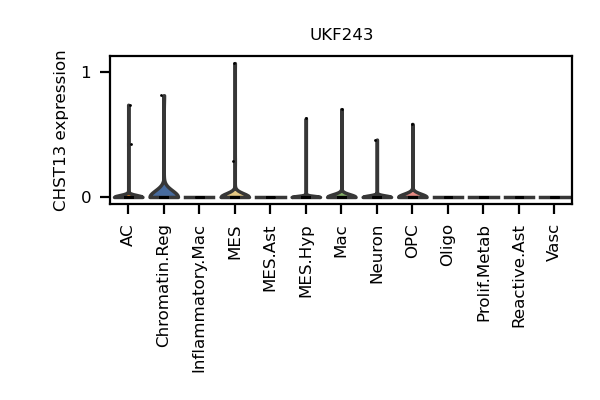 UKF243
CHST13 expression
1
0
AC
Chromatin.Reg
Inflammatory.Mac
MES
MES.Ast
MES.Hyp
Mac
Neuron
OPC
Oligo
Prolif.Metab
Reactive.Ast
Vasc